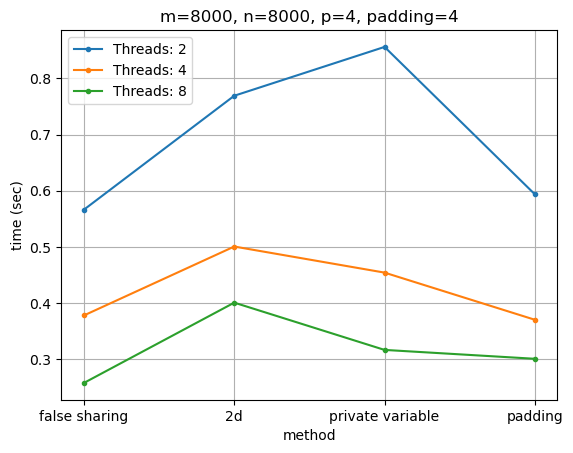 m=8000, n=8000, p=4, padding=4
Threads: 2
Threads: 4
Threads: 8
time (sec)
0.8
0.7
0.6
0.5
0.4
0.3
false sharing 2d private variable padding
method